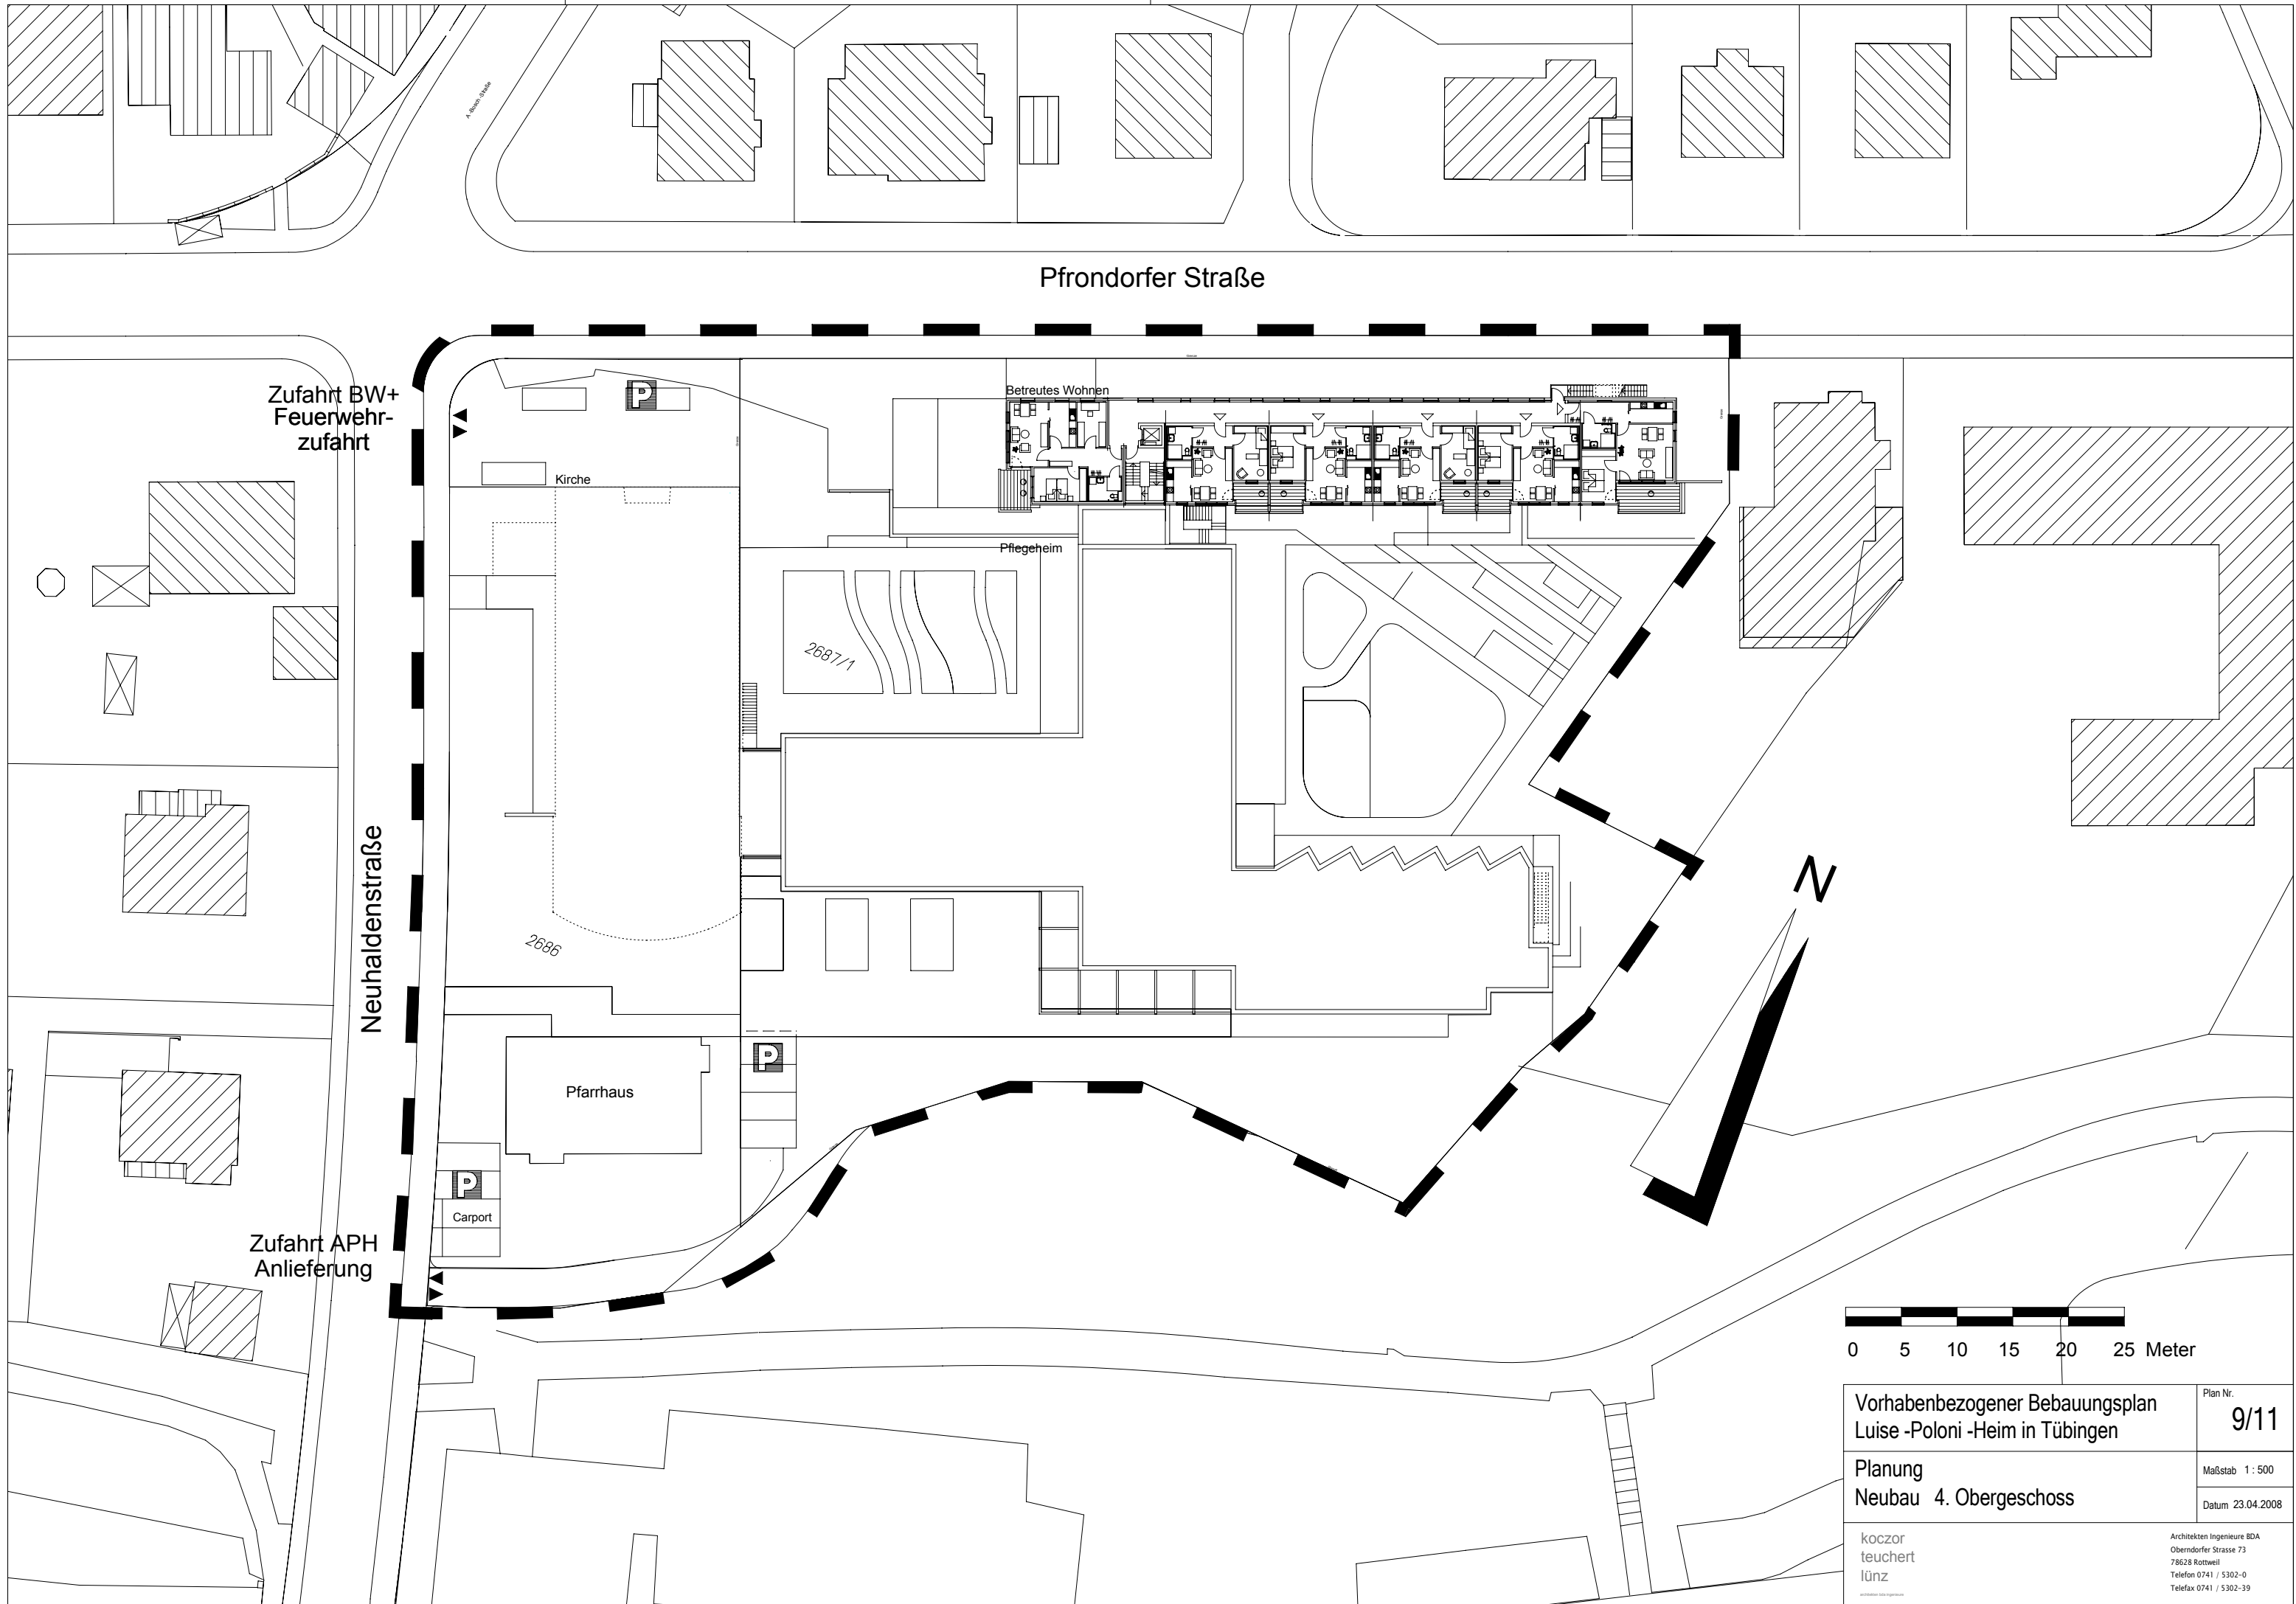 A.-Bosch-Straße
Pfrondorfer Straße
Zufahrt BW+
Feuerwehr-
zufahrt
P
Betreutes Wohnen
Kirche
Pflegeheim
2687/1
Neuhaldenstraße
2686
N
P
Pfarrhaus
P
Carport
Zufahrt APH
Anlieferung
0 5 10 15 20 25 Meter
Vorhabenbezogener Bebauungsplan
Luise -Poloni -Heim in Tübingen
Plan Nr.
9/11
Planung
Neubau 4. Obergeschoss
Maßstab 1 : 500
Datum 23.04.2008
koczor
teuchert
lünz
Architekten Ingenieure BDA
Oberndorfer Strasse 73
78628 Rottweil
Telefon 0741 / 5302-0
Telefax 0741 / 5302-39